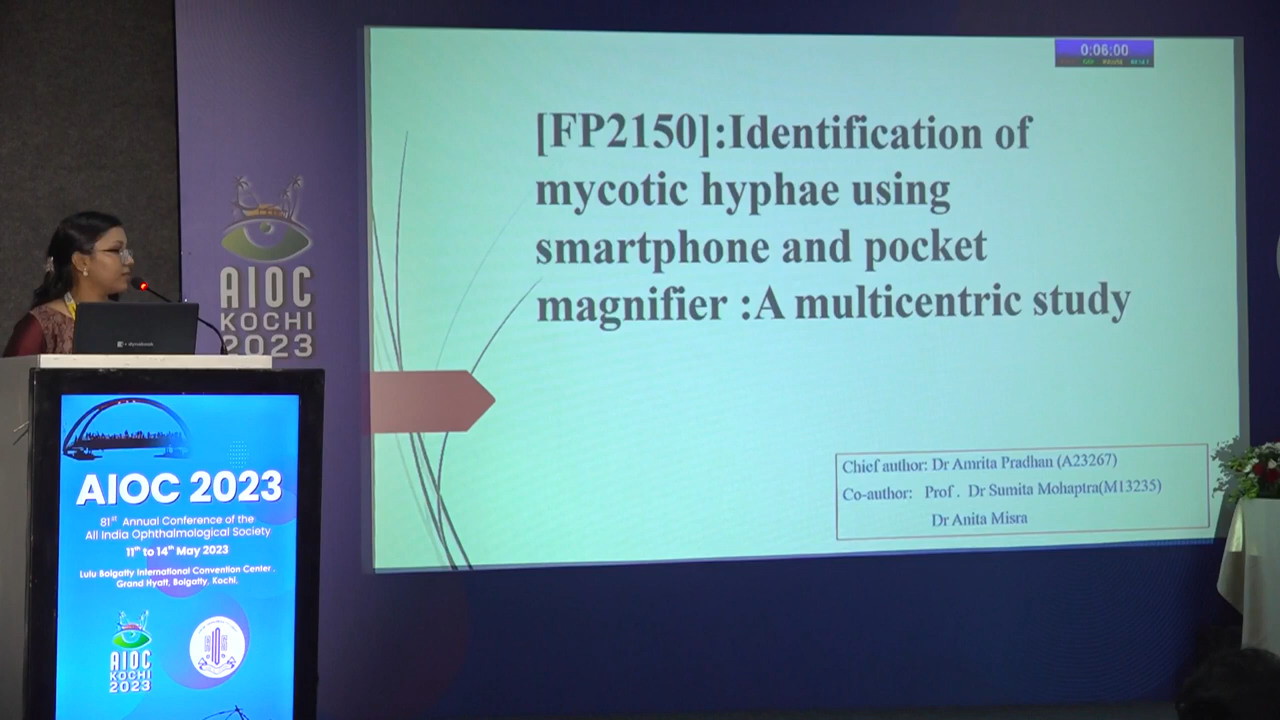 0:06:00
[FP2150]:Identification of
mycotic hyphae using
smartphone and pocket
magnifier :A multicentric study
Chief author: Dr Amrita Pradhan (A23267)
Co-author: Prof . Dr Sumita Mohaptra(M13235)
Dr Anita Misra
AIOC
KOCHI
2023
AIOC 2023
81st Annual Conference of the
All India Ophthalmological Society
11th to 14th May 2023
Lulu Bolgatty International Convention Center ,
Grand Hyatt, Bolgatty, Kochi.
AIOC
KOCHI
2023